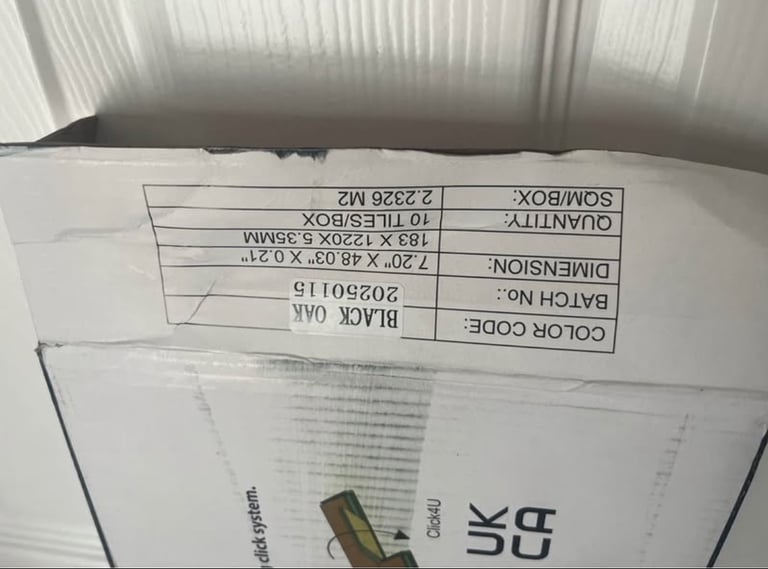 COLOR CODE: BLACK OAK
BATCH No.: 20250115
DIMENSION: 7.20" X 48.03" X 0.21"
183 X 1220X 5.35MM
QUANTITY: 10 TILES/BOX
SQM/BOX: 2.2326 M2
click system.
Click4U
UK
CA